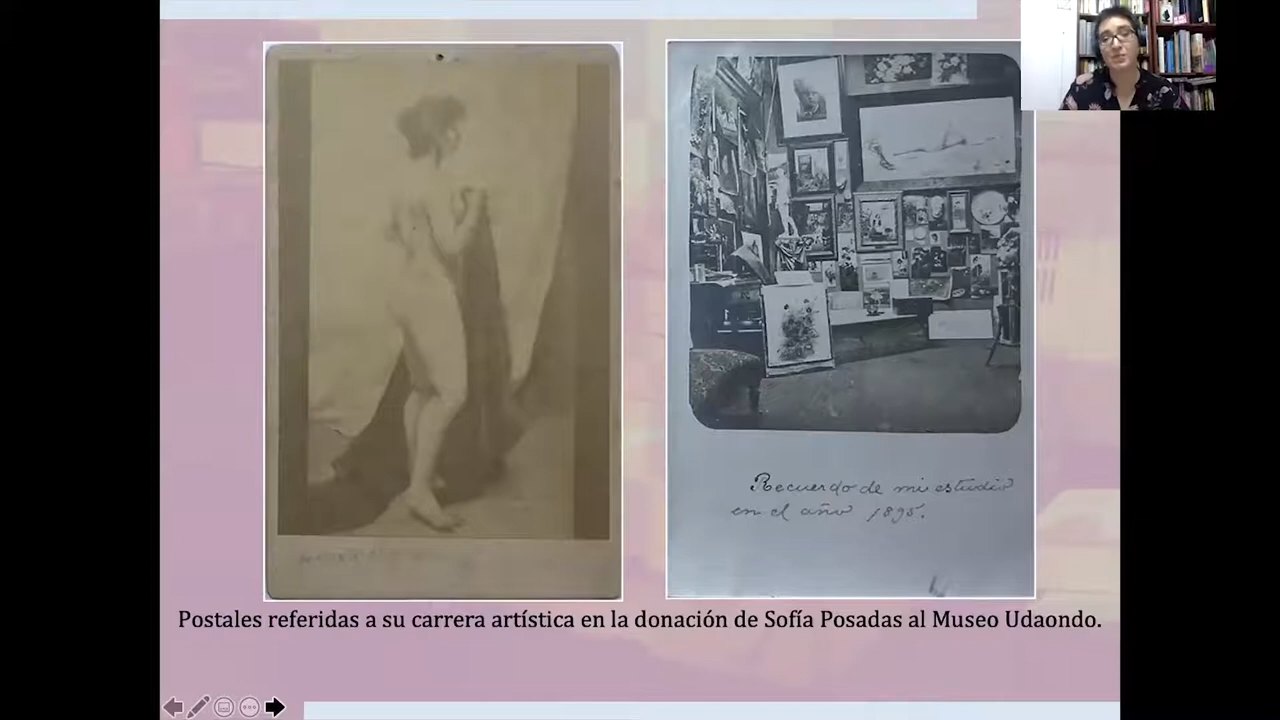 Recuerdo de mi estudio
en el año 1895.
Postales referidas a su carrera artística en la donación de Sofía Posadas al Museo Udaondo.